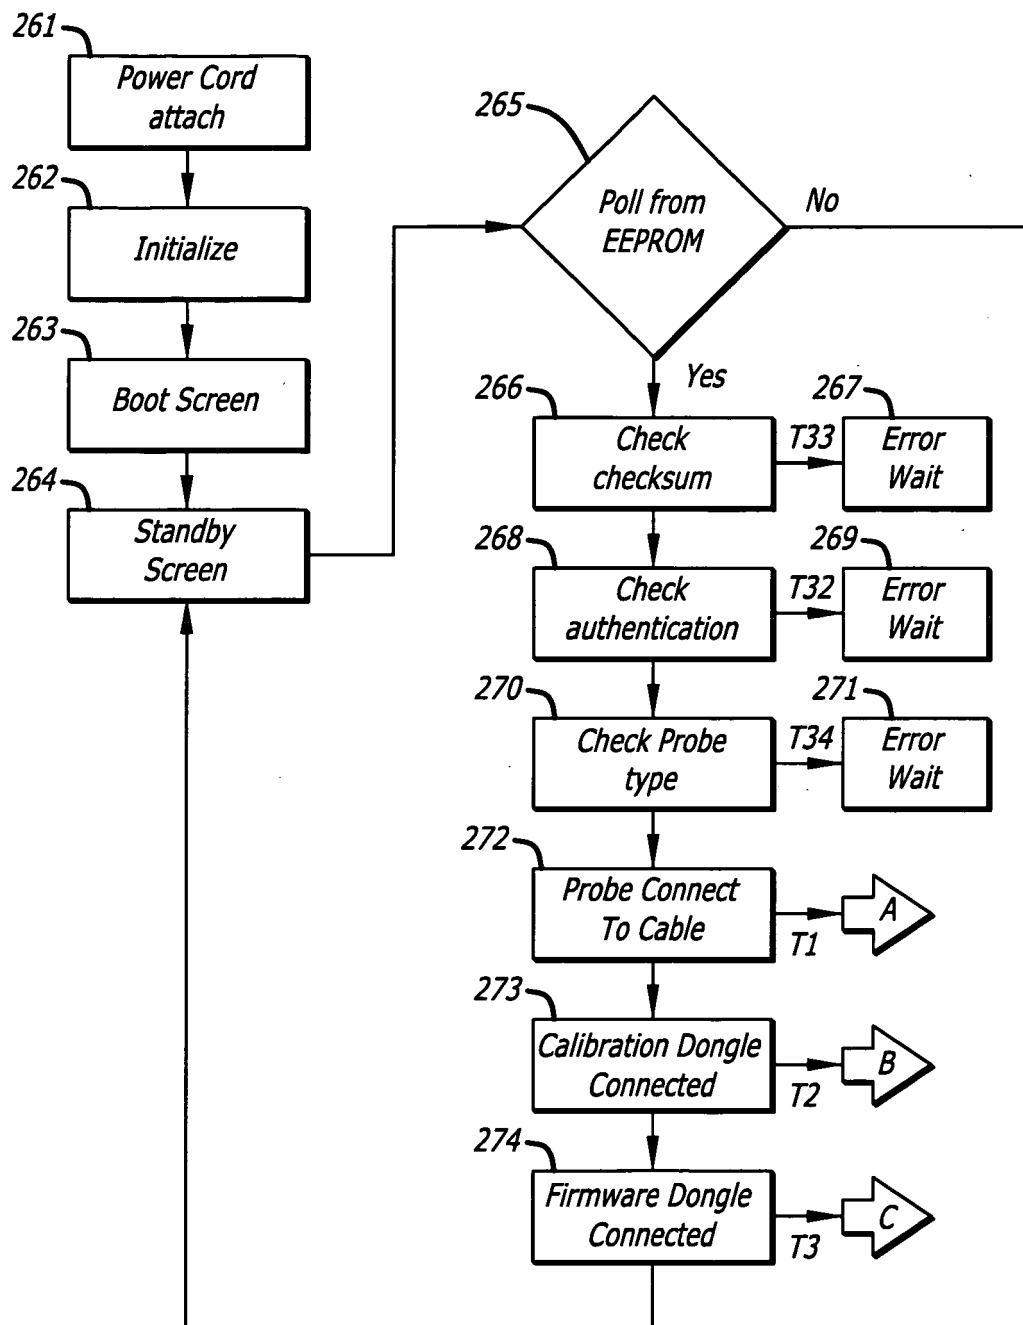 261
Power Cord
attach
262
Initialize
263
Boot Screen
264
Standby
Screen
265
Poll from
EEPROM
No
Yes
266
Check
checksum
T33
267
Error
Wait
268
Check
authentication
T32
269
Error
Wait
270
Check Probe
type
T34
271
Error
Wait
272
Probe Connect
To Cable
T1
A
273
Calibration Dongle
Connected
T2
B
274
Firmware Dongle
Connected
T3
C